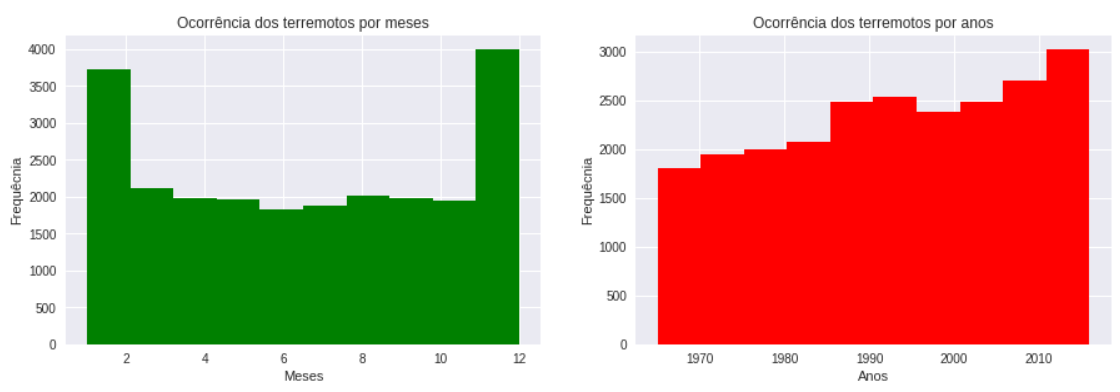 Ocorrência dos terremotos por meses
4000
3500
3000
2500
2000
1500
1000
500
0
Frequêcnia
2 4 6 8 10 12
Meses
Ocorrência dos terremotos por anos
3000
2500
2000
1500
1000
500
0
Frequêcnia
1970 1980 1990 2000 2010
Anos